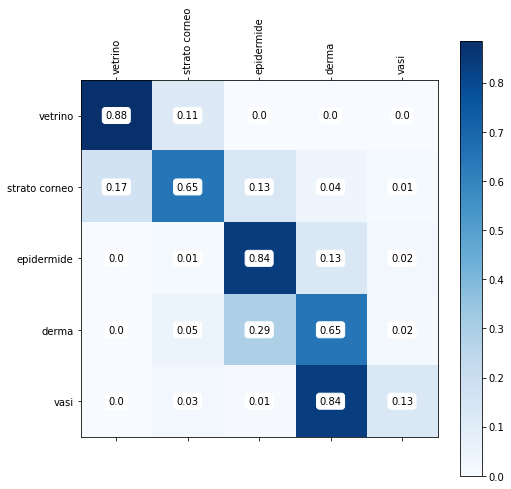 vetrino strato corneo epidermide derma vasi
vetrino 0.88 0.11 0.0 0.0 0.0
strato corneo 0.17 0.65 0.13 0.04 0.01
epidermide 0.0 0.01 0.84 0.13 0.02
derma 0.0 0.05 0.29 0.65 0.02
vasi 0.0 0.03 0.01 0.84 0.13
0.8
0.7
0.6
0.5
0.4
0.3
0.2
0.1
0.0